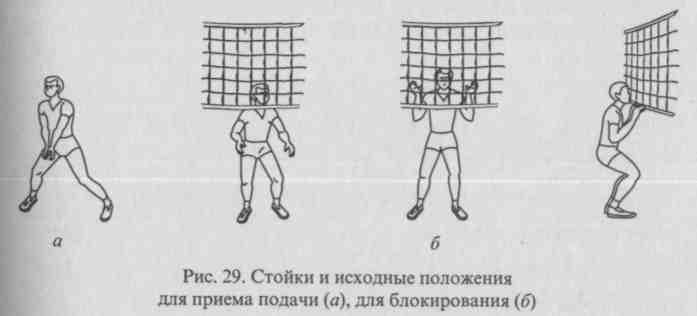 а
б
Рис. 29. Стойки и исходные положения
для приема подачи (а), для блокирования (б)